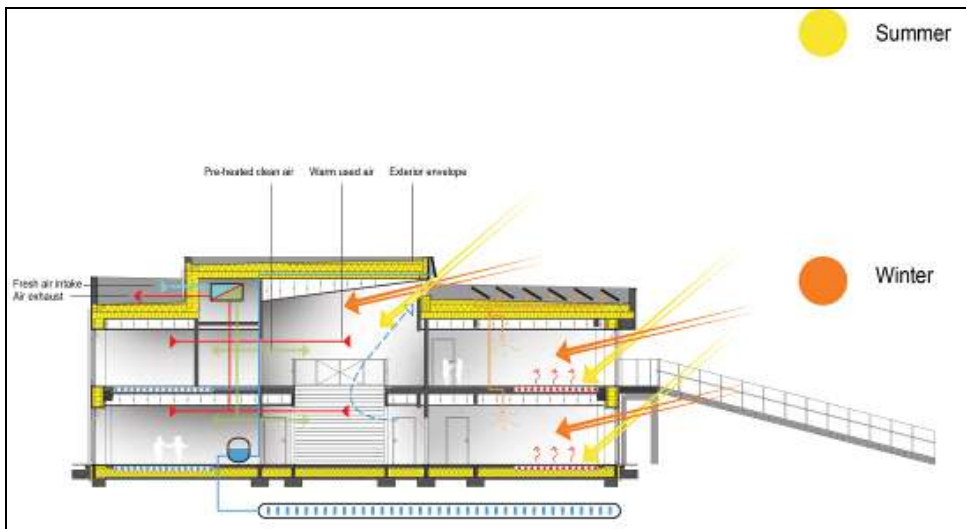 Summer
Pre-heated clean air
Warm used air
Exterior envelope
Fresh air intake
Air exhaust
Winter